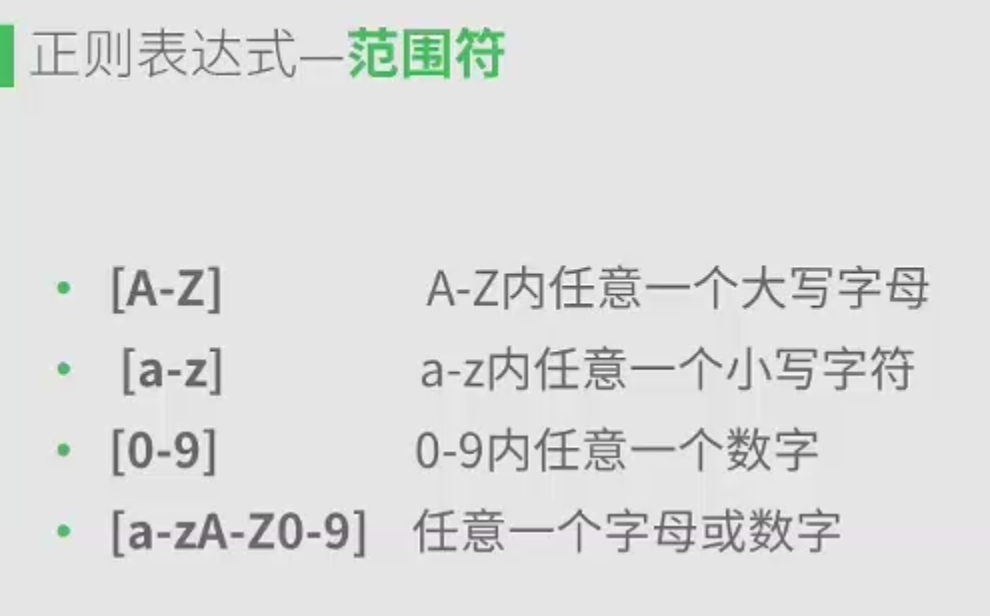 正则表达式—范围符
• [A-Z] A-Z内任意一个大写字母
• [a-z] a-z内任意一个小写字符
• [0-9] 0-9内任意一个数字
• [a-zA-Z0-9] 任意一个字母或数字